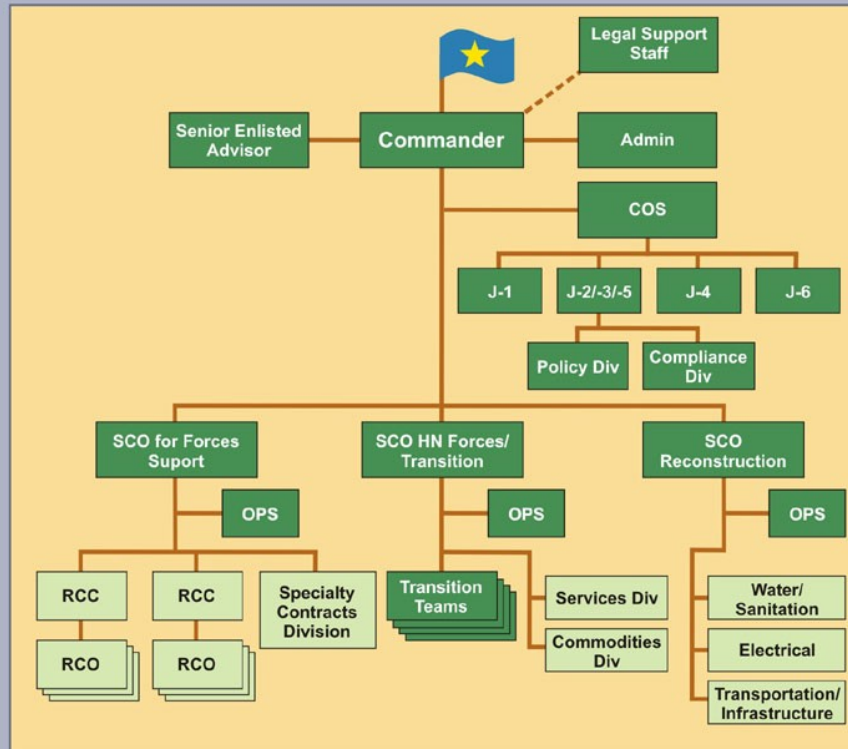 Legal Support
Staff
Senior Enlisted
Advisor
Commander
Admin
COS
J-1
J-2/-3/-5
J-4
J-6
Policy Div
Compliance
Div
SCO for Forces
Suport
SCO HN Forces/
Transition
SCO
Reconstruction
OPS
OPS
OPS
RCC
RCC
Specialty
Contracts
Division
RCO
RCO
Transition
Teams
Services Div
Commodities
Div
Water/
Sanitation
Electrical
Transportation/
Infrastructure